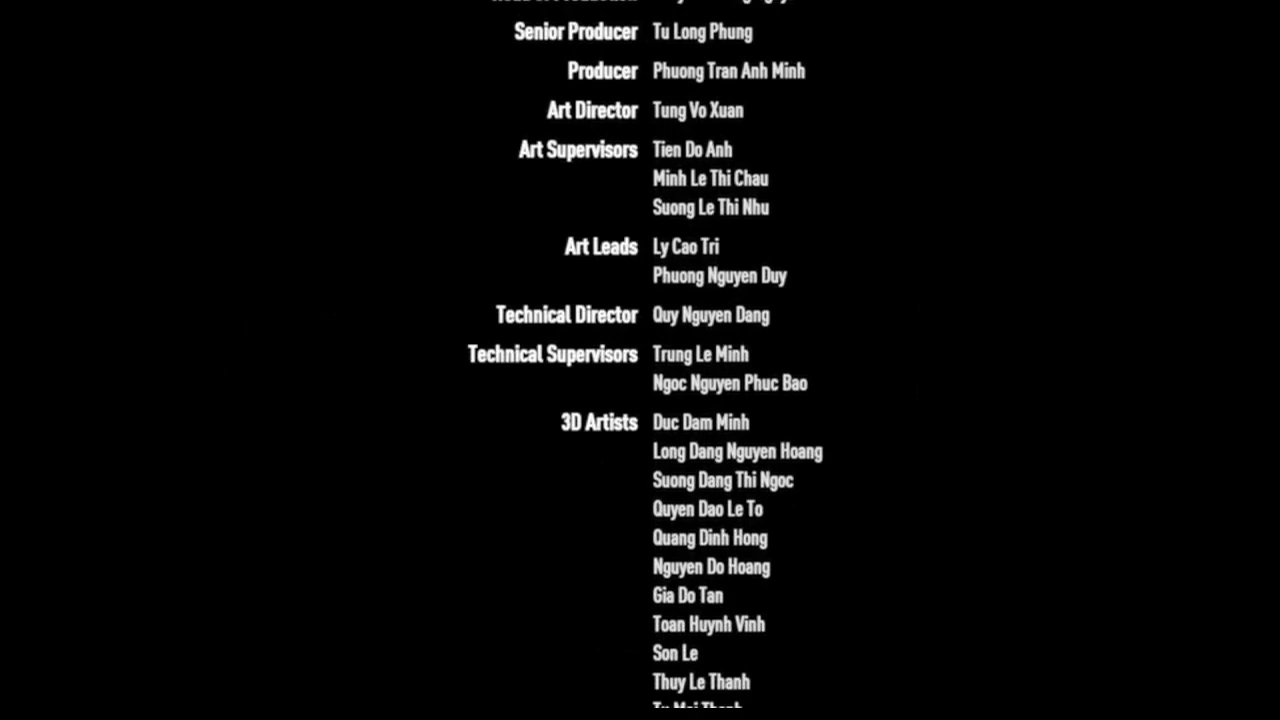 Senior Producer Tu Long Phung
Producer Phuong Tran Anh Minh
Art Director Tung Vo Xuan
Art Supervisors Tien Do Anh
Minh Le Thi Chau
Suong Le Thi Nhu
Art Leads Ly Cao Tri
Phuong Nguyen Duy
Technical Director Quy Nguyen Dang
Technical Supervisors Trung Le Minh
Ngoc Nguyen Phuc Bao
3D Artists Duc Dam Minh
Long Dang Nguyen Hoang
Suong Dang Thi Ngoc
Quyen Dao Le To
Quang Dinh Hong
Nguyen Do Hoang
Gia Do Tan
Toan Huynh Vinh
Son Le
Thuy Le Thanh
Tu Mai Thanh